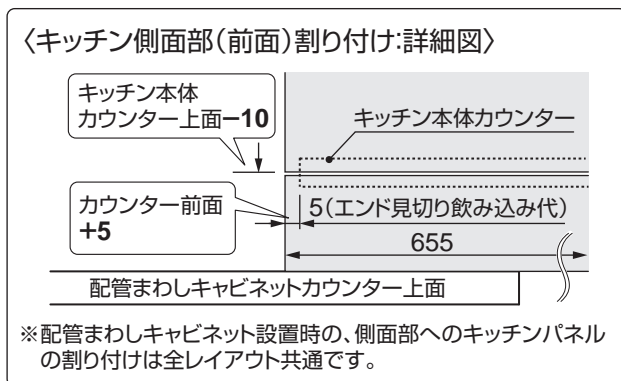 〈キッチン側面部(前面)割り付け:詳細図〉
キッチン本体
カウンター上面−10
キッチン本体カウンター
カウンター前面
+5
5(エンド見切り飲み込み代)
655
配管まわしキャビネットカウンター上面
※配管まわしキャビネット設置時の、側面部へのキッチンパネル
の割り付けは全レイアウト共通です。